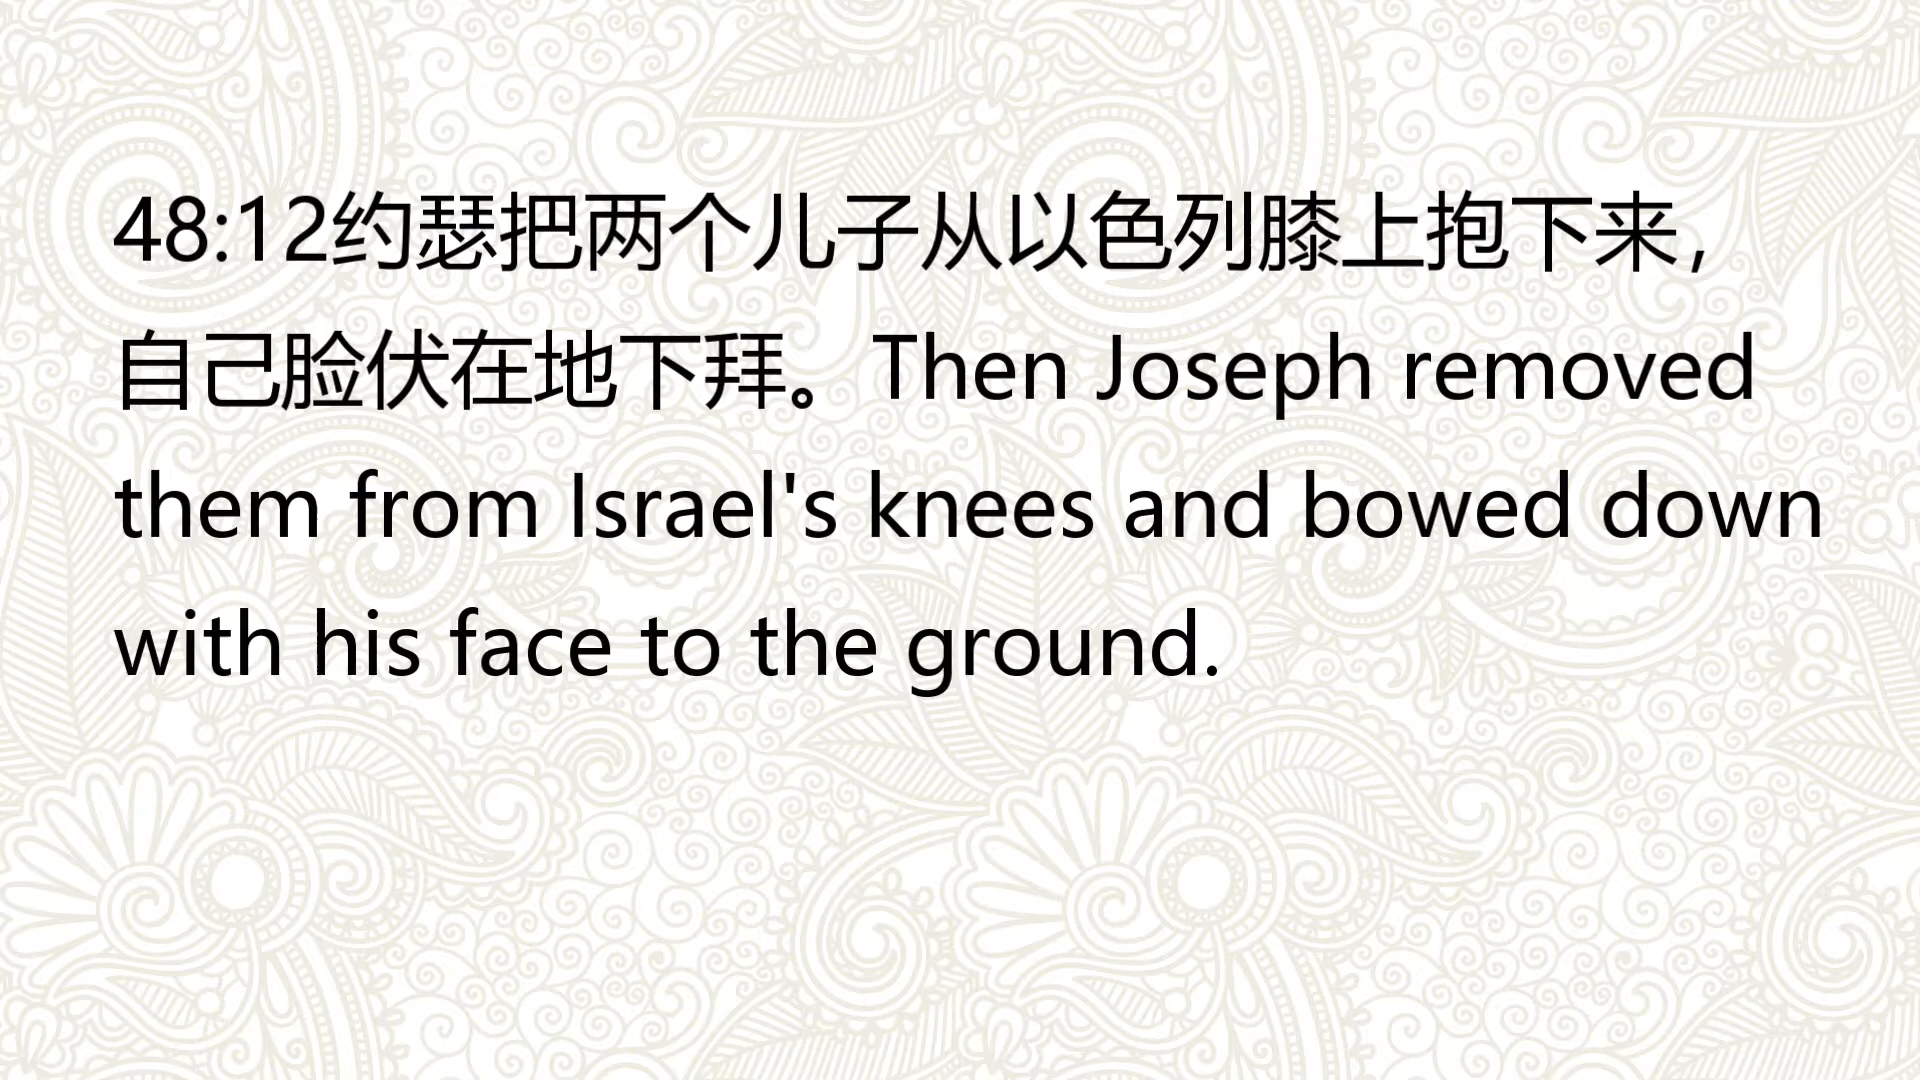 48:12约瑟把两个儿子从以色列膝上抱下来，
自己脸伏在地下拜。Then Joseph removed
them from Israel's knees and bowed down
with his face to the ground.